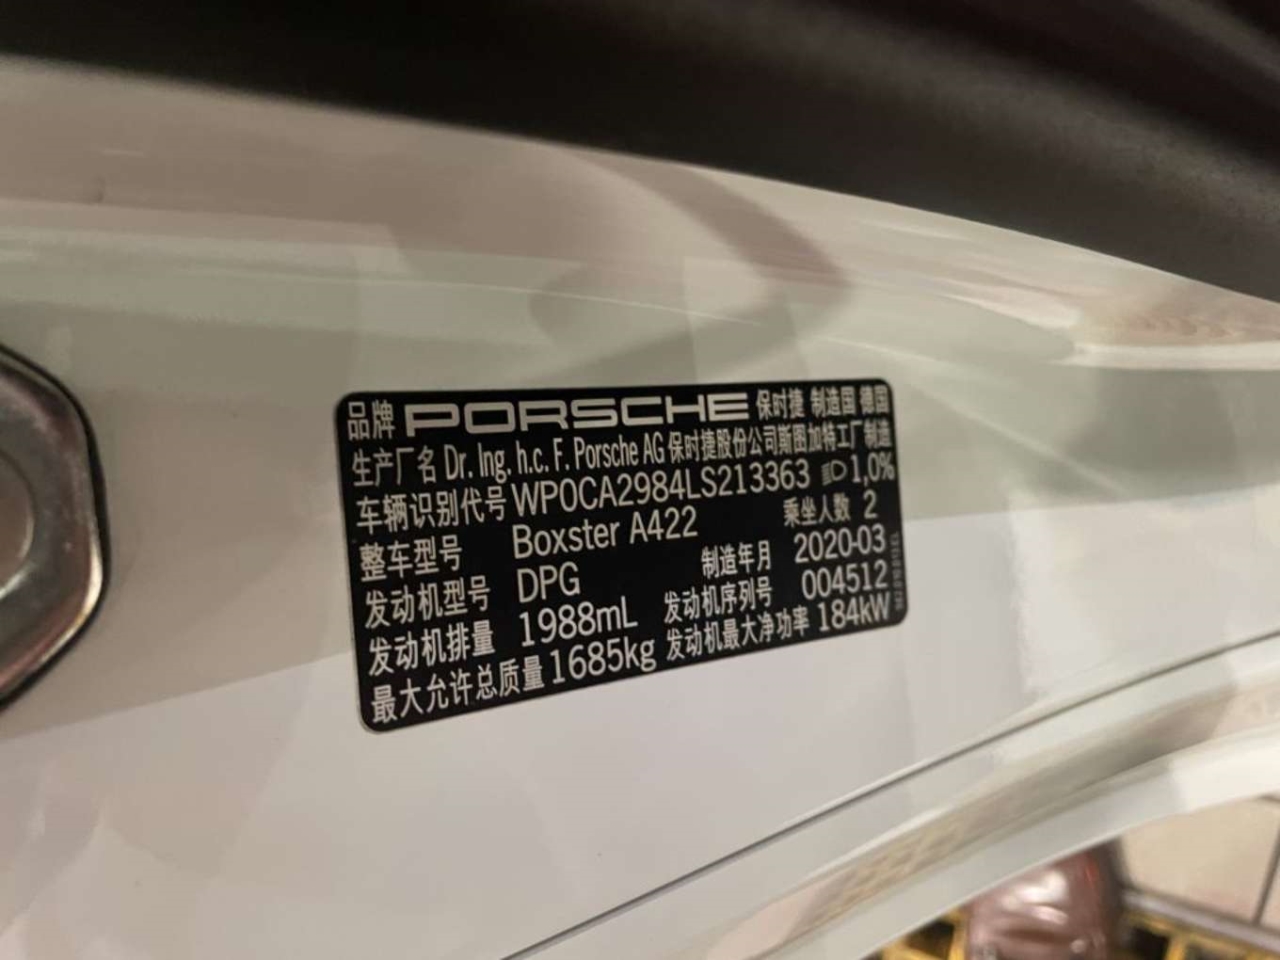 品牌 PORSCHE 保时捷 制造国 德国
生产厂名 Dr. Ing. h.c. F. Porsche AG 保时捷股份公司斯图加特工厂制造
车辆识别代号 WP0CA2984LS213363 1,0%
整车型号 Boxster A422 乘坐人数 2
发动机型号 DPG 制造年月 2020-03
发动机排量 1988mL 发动机序列号 004512
最大允许总质量 1685kg 发动机最大净功率 184kW